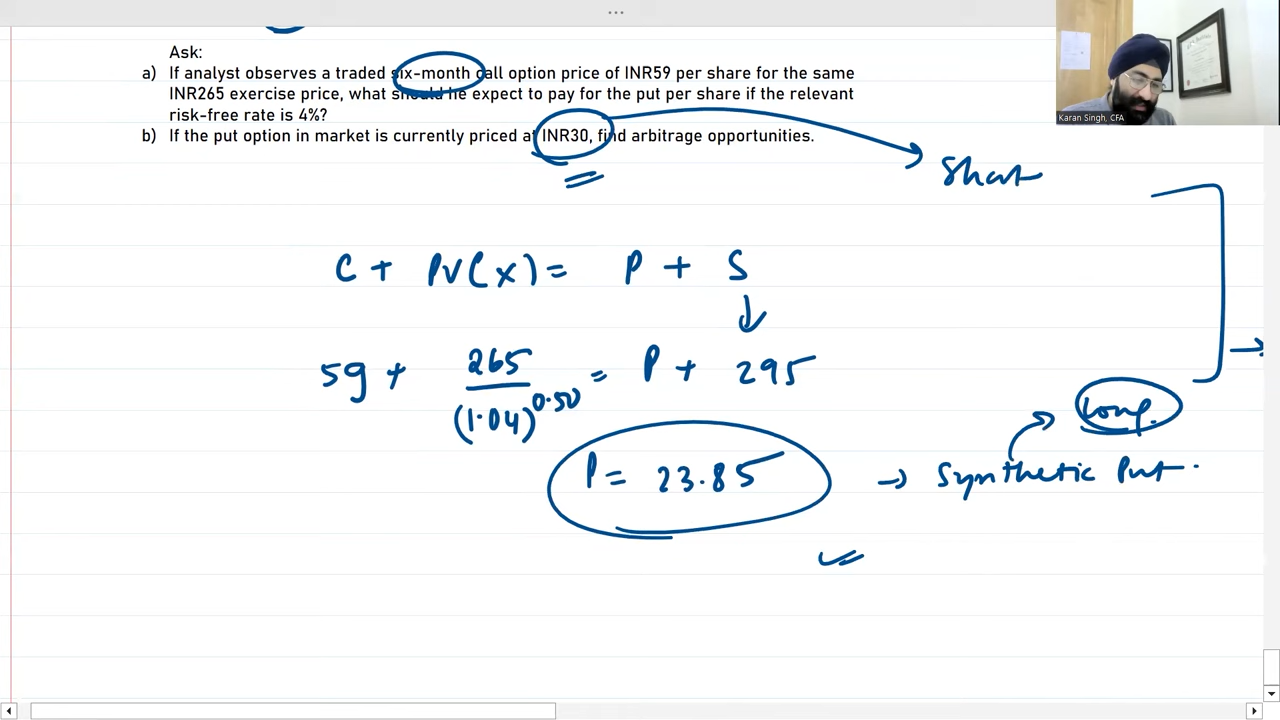 Ask:
a) If analyst observes a traded six-month call option price of INR59 per share for the same
INR265 exercise price, what should he expect to pay for the put per share if the relevant
risk-free rate is 4%?
b) If the put option in market is currently priced at INR30, find arbitrage opportunities.
Short
C + PV(x) = P + S
59 + 265 / (1.04)^0.50 = P + 295
Long.
P = 23.85 → Synthetic Put.
Karan Singh, CFA